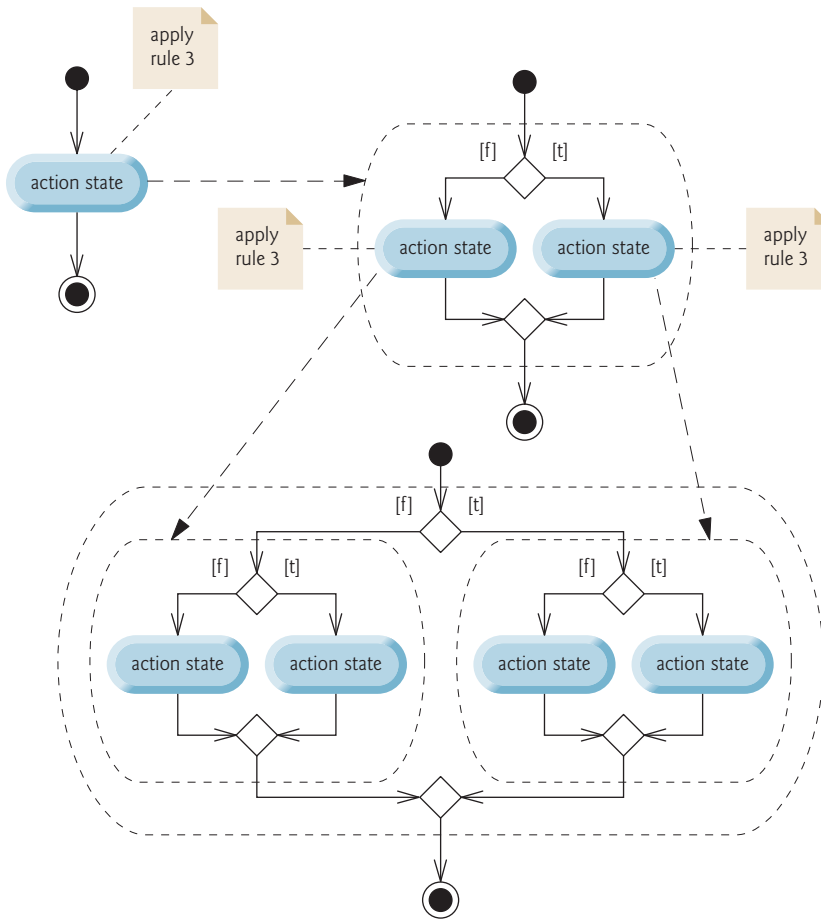 apply
rule 3
action state
[f] [t]
apply
rule 3
action state
action state
apply
rule 3
[f] [t]
[f] [t]
[f] [t]
action state
action state
action state
action state